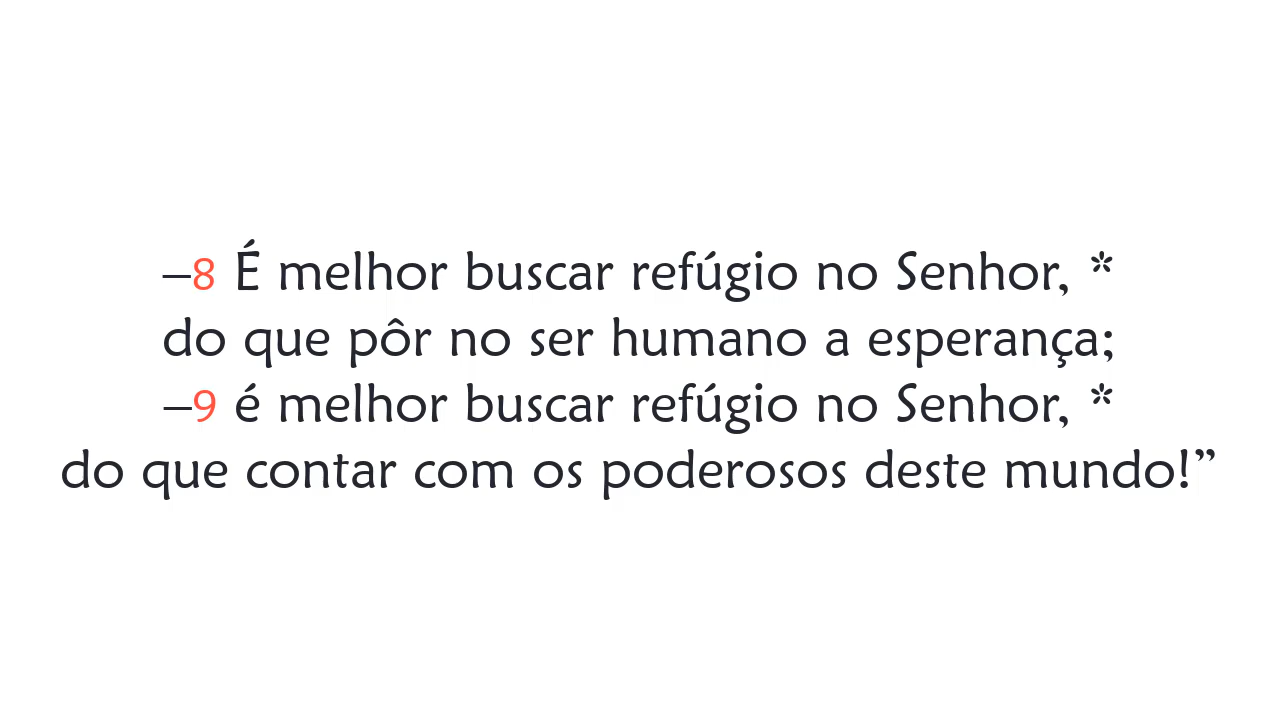 –8 É melhor buscar refúgio no Senhor, *
do que pôr no ser humano a esperança;
–9 é melhor buscar refúgio no Senhor, *
do que contar com os poderosos deste mundo!”